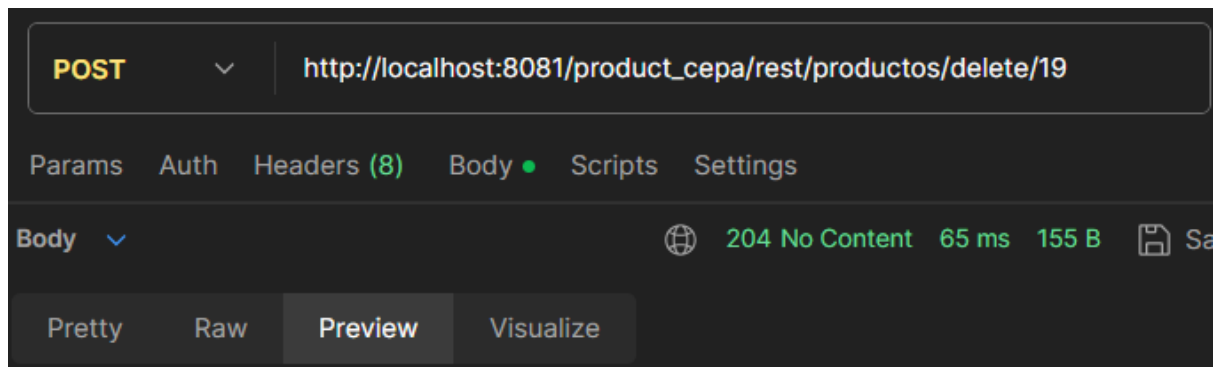 POST http://localhost:8081/product_cepa/rest/productos/delete/19
Params Auth Headers (8) Body Scripts Settings
Body 204 No Content 65 ms 155 B Sa
Pretty Raw Preview Visualize